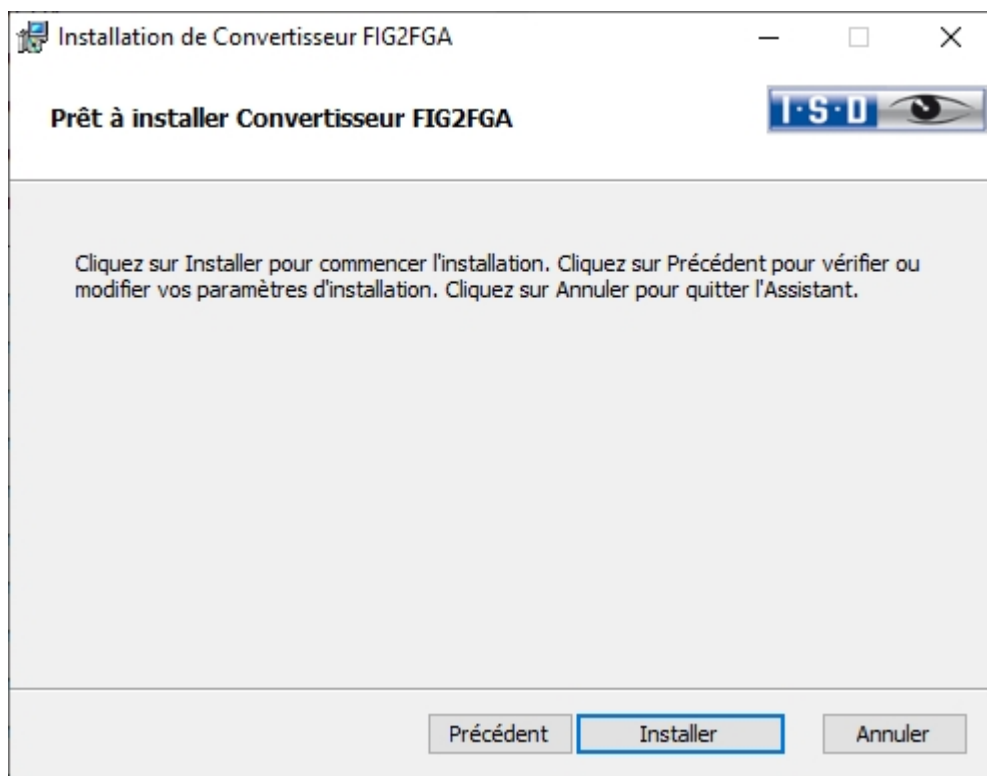 Installation de Convertisseur FIG2FGA
Prêt à installer Convertisseur FIG2FGA
I·S·D
Cliquez sur Installer pour commencer l'installation. Cliquez sur Précédent pour vérifier ou
modifier vos paramètres d'installation. Cliquez sur Annuler pour quitter l'Assistant.
Précédent
Installer
Annuler